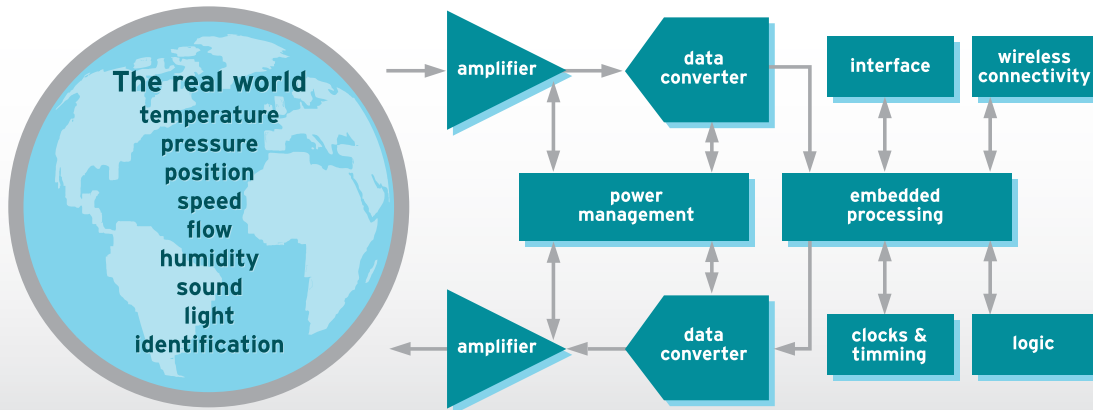 The real world
temperature
pressure
position
speed
flow
humidity
sound
light
identification
amplifier
data
converter
interface
wireless
connectivity
power
management
embedded
processing
amplifier
data
converter
clocks &
timming
logic